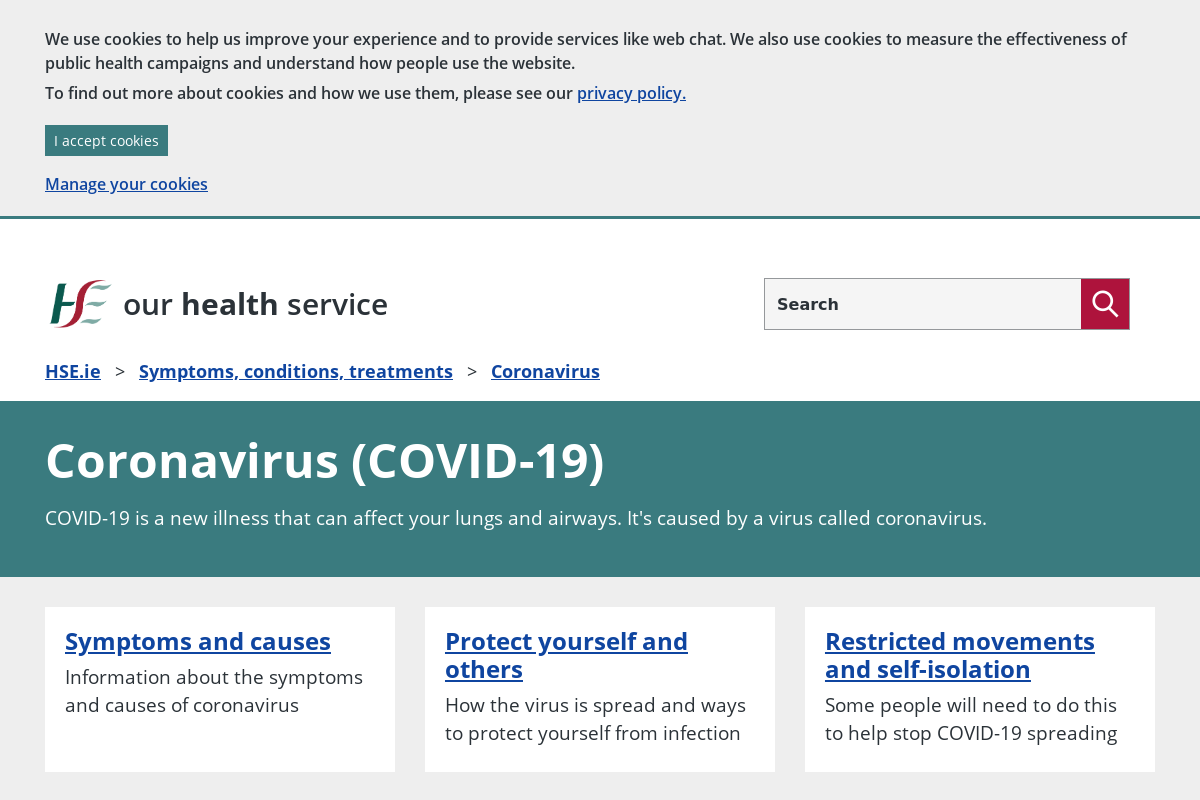 We use cookies to help us improve your experience and to provide services like web chat. We also use cookies to measure the effectiveness of
public health campaigns and understand how people use the website.
To find out more about cookies and how we use them, please see our privacy policy.
I accept cookies
Manage your cookies
HSE our health service
Search
HSE.ie > Symptoms, conditions, treatments > Coronavirus
Coronavirus (COVID-19)
COVID-19 is a new illness that can affect your lungs and airways. It's caused by a virus called coronavirus.
Symptoms and causes
Information about the symptoms
and causes of coronavirus
Protect yourself and
others
How the virus is spread and ways
to protect yourself from infection
Restricted movements
and self-isolation
Some people will need to do this
to help stop COVID-19 spreading